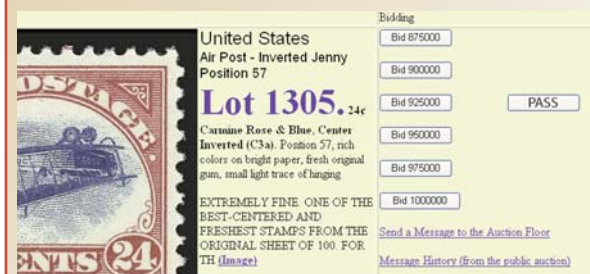 POSTAGE
CENTS 24
United States
Air Post - Inverted Jenny
Position 57
Lot 1305. 24¢
Carmine Rose & Blue, Center
Inverted (C3a). Position 57, rich
colors on bright paper, fresh original
gum, small light trace of hinging
EXTREMELY FINE. ONE OF THE
BEST-CENTERED AND
FRESHEST STAMPS FROM THE
ORIGINAL SHEET OF 100. FOR
TH (Image)
Bidding
Bid 875000
Bid 900000
Bid 925000
PASS
Bid 950000
Bid 975000
Bid 1000000
Send a Message to the Auction Floor
Message History (from the public auction)